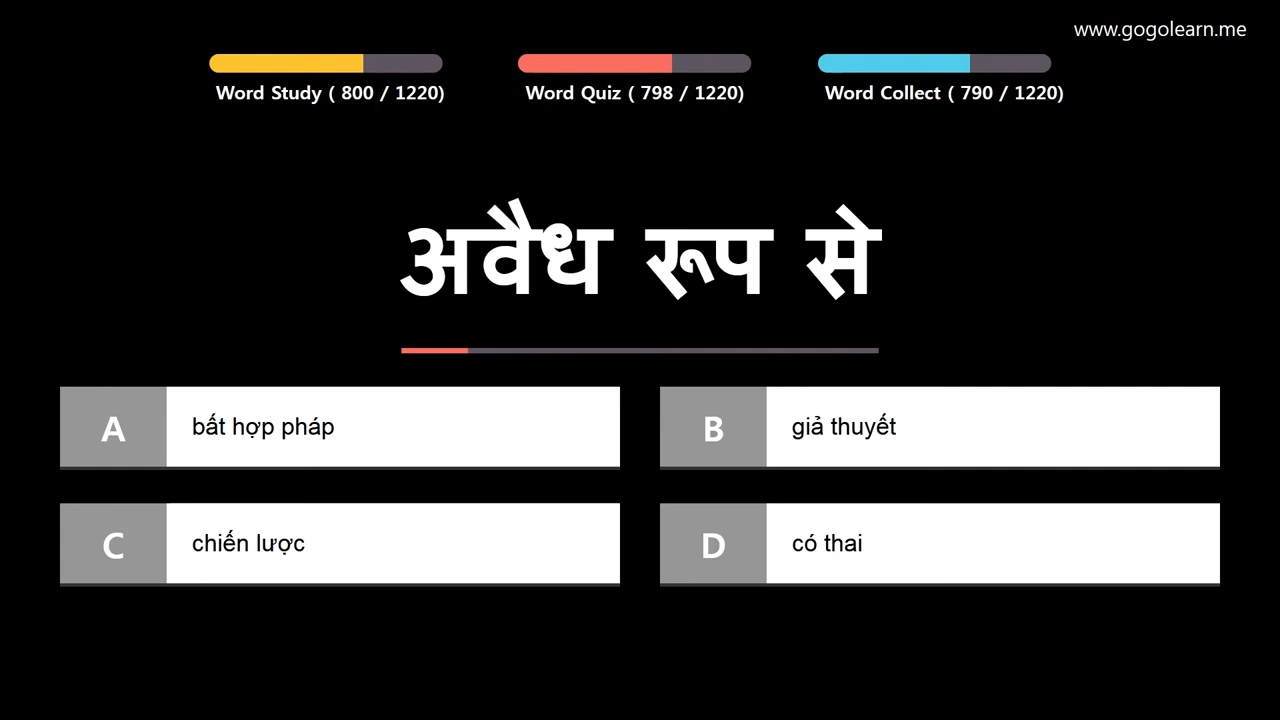 www.gogolearn.me
Word Study ( 800 / 1220)
Word Quiz ( 798 / 1220)
Word Collect ( 790 / 1220)
अवैध रूप से
A
bất hợp pháp
B
giả thuyết
C
chiến lược
D
có thai